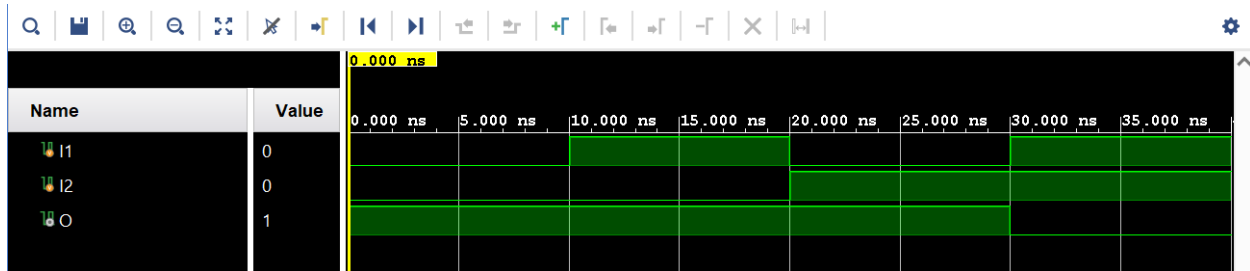 0.000 ns
Name Value
0.000 ns 5.000 ns 10.000 ns 15.000 ns 20.000 ns 25.000 ns 30.000 ns 35.000 ns
I1 0
I2 0
O 1